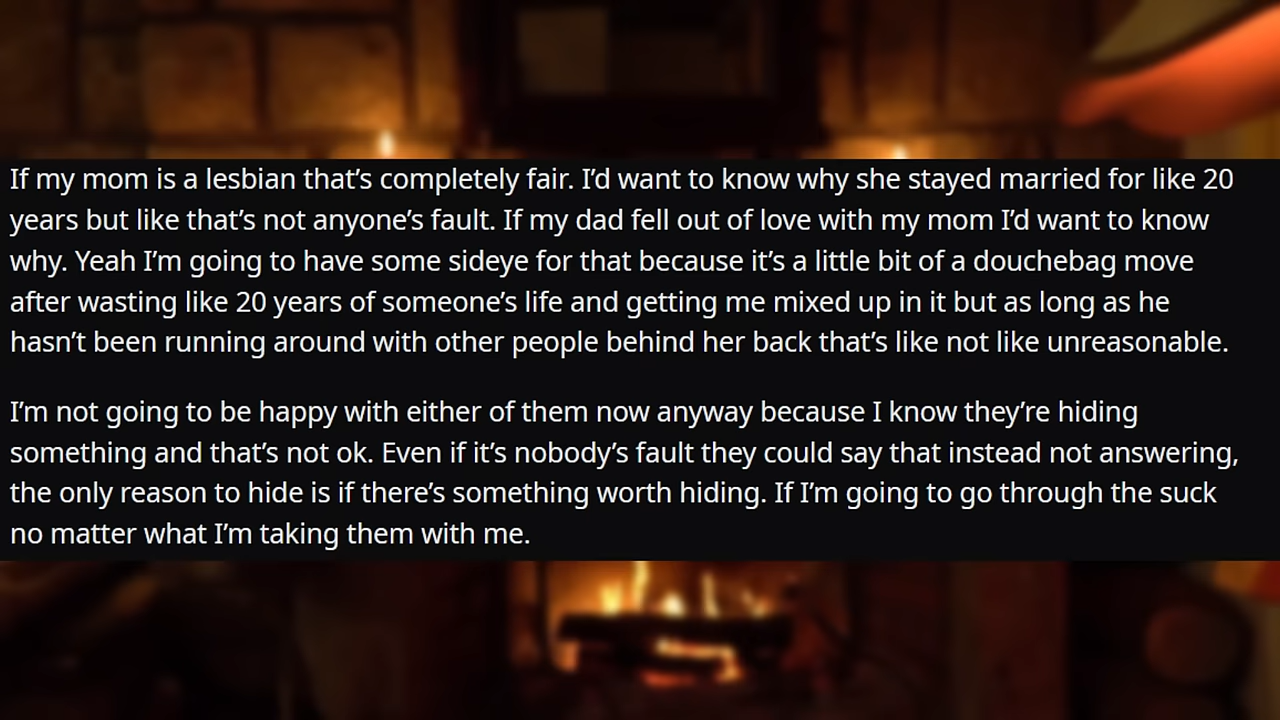 If my mom is a lesbian that’s completely fair. I’d want to know why she stayed married for like 20
years but like that’s not anyone’s fault. If my dad fell out of love with my mom I’d want to know
why. Yeah I’m going to have some sideye for that because it’s a little bit of a douchebag move
after wasting like 20 years of someone’s life and getting me mixed up in it but as long as he
hasn’t been running around with other people behind her back that’s like not like unreasonable.
I’m not going to be happy with either of them now anyway because I know they’re hiding
something and that’s not ok. Even if it’s nobody’s fault they could say that instead not answering,
the only reason to hide is if there’s something worth hiding. If I’m going to go through the suck
no matter what I’m taking them with me.